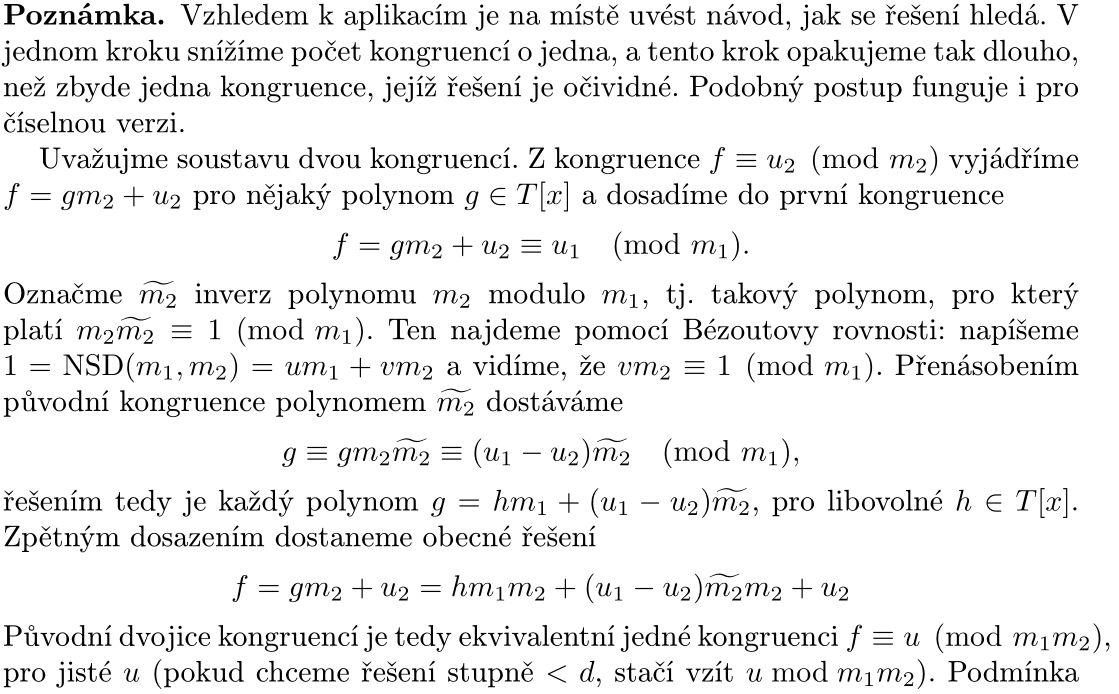 Poznámka. Vzhledem k aplikacím je na místě uvést návod, jak se řešení hledá. V
jednom kroku snížíme počet kongruencí o jedna, a tento krok opakujeme tak dlouho,
než zbyde jedna kongruence, jejíž řešení je očividné. Podobný postup funguje i pro
číselnou verzi.
Uvažujme soustavu dvou kongruencí. Z kongruence $f \equiv u_2 \pmod{m_2}$ vyjádříme
$f = gm_2 + u_2$ pro nějaký polynom $g \in T[x]$ a dosadíme do první kongruence
$f = gm_2 + u_2 \equiv u_1 \pmod{m_1}.$
Označme $\widetilde{m_2}$ inverz polynomu $m_2$ modulo $m_1$, tj. takový polynom, pro který
platí $m_2\widetilde{m_2} \equiv 1 \pmod{m_1}$. Ten najdeme pomocí Bézoutovy rovnosti: napíšeme
$1 = \mathrm{NSD}(m_1, m_2) = um_1 + vm_2$ a vidíme, že $vm_2 \equiv 1 \pmod{m_1}$. Přenásobením
původní kongruence polynomem $\widetilde{m_2}$ dostáváme
$g \equiv gm_2\widetilde{m_2} \equiv (u_1 - u_2)\widetilde{m_2} \pmod{m_1},$
řešením tedy je každý polynom $g = hm_1 + (u_1 - u_2)\widetilde{m_2}$, pro libovolné $h \in T[x]$.
Zpětným dosazením dostaneme obecné řešení
$f = gm_2 + u_2 = hm_1m_2 + (u_1 - u_2)\widetilde{m_2}m_2 + u_2$
Původní dvojice kongruencí je tedy ekvivalentní jedné kongruenci $f \equiv u \pmod{m_1m_2}$,
pro jisté $u$ (pokud chceme řešení stupně $< d$, stačí vzít $u \bmod m_1m_2$). Podmínka